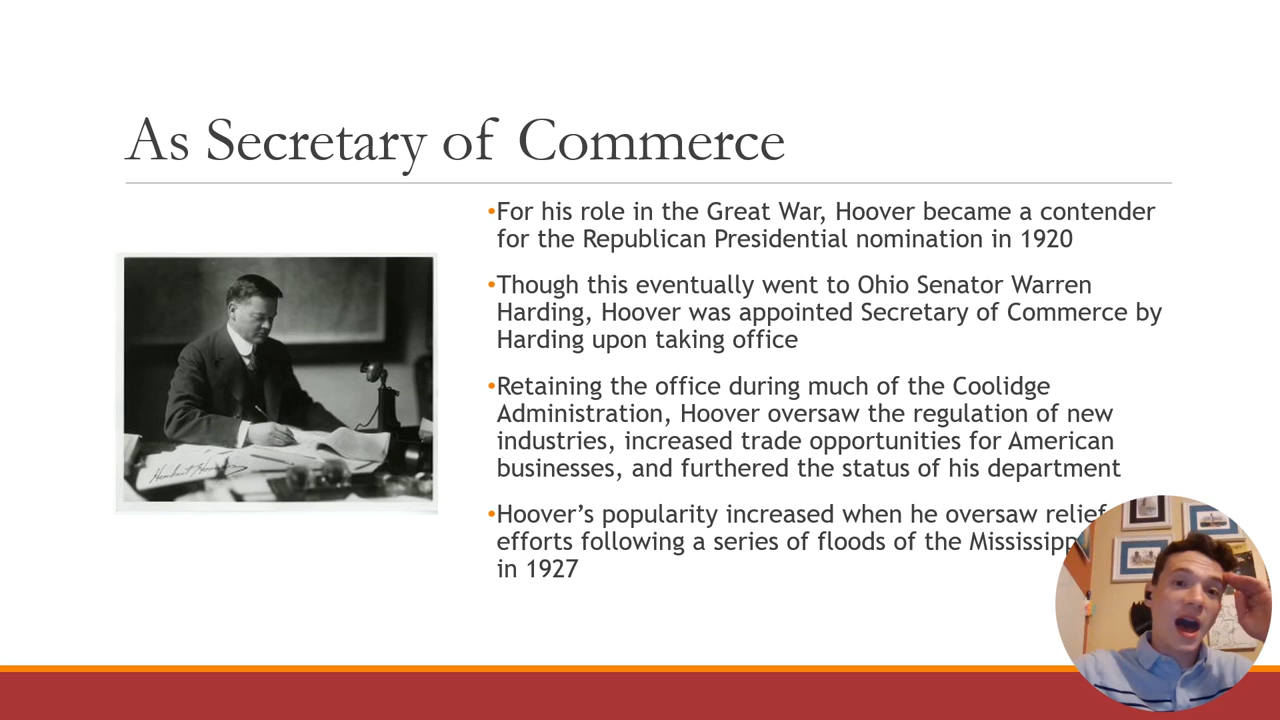 As Secretary of Commerce
•For his role in the Great War, Hoover became a contender
for the Republican Presidential nomination in 1920
•Though this eventually went to Ohio Senator Warren
Harding, Hoover was appointed Secretary of Commerce by
Harding upon taking office
•Retaining the office during much of the Coolidge
Administration, Hoover oversaw the regulation of new
industries, increased trade opportunities for American
businesses, and furthered the status of his department
•Hoover’s popularity increased when he oversaw relief
efforts following a series of floods of the Mississipp
in 1927
Herbert Hoover